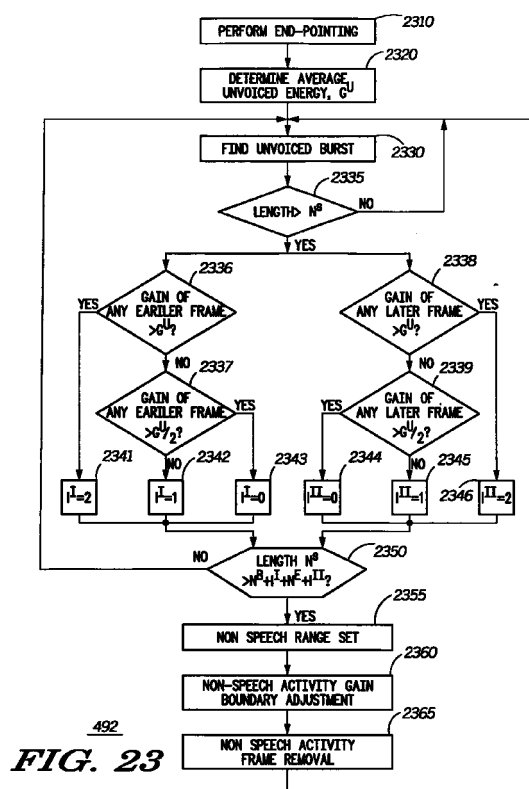 2310
PERFORM END-POINTING
2320
DETERMINE AVERAGE
UNVOICED ENERGY, G^U
FIND UNVOICED BURST
2330
2335
LENGTH> N^S
NO
YES
2336
GAIN OF
ANY EARILER FRAME
>G^U?
YES
NO
2338
GAIN OF
ANY LATER FRAME
>G^U?
YES
NO
2337
GAIN OF
ANY EARILER FRAME
>G^U/2?
YES
NO
2339
GAIN OF
ANY LATER FRAME
>G^U/2?
YES
NO
2341
I^I=2
2342
I^I=1
2343
I^I=0
2344
I^II=0
2345
I^II=1
2346
I^II=2
2350
LENGTH N^S
>N^B+I^I+N^E+I^II?
NO
YES
2355
NON SPEECH RANGE SET
2360
NON-SPEECH ACTIVITY GAIN
BOUNDARY ADJUSTMENT
2365
NON SPEECH ACTIVITY
FRAME REMOVAL
492
FIG. 23